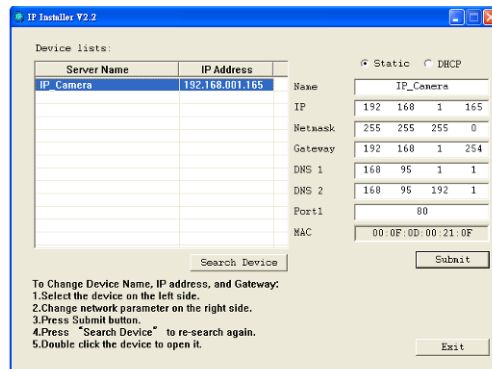 IP Installer V2.2
Device lists:
Server Name IP Address
IP_Camera 192.168.001.165
Search Device
Static DHCP
Name IP_Camera
IP 192 168 1 165
Netmask 255 255 255 0
Gateway 192 168 1 254
DNS 1 168 95 1 1
DNS 2 168 95 192 1
Port1 80
MAC 00:0F:0D:00:21:0F
Submit
To Change Device Name, IP address, and Gateway:
1.Select the device on the left side.
2.Change network parameter on the right side.
3.Press Submit button.
4.Press “Search Device” to re-search again.
5.Double click the device to open it.
Exit